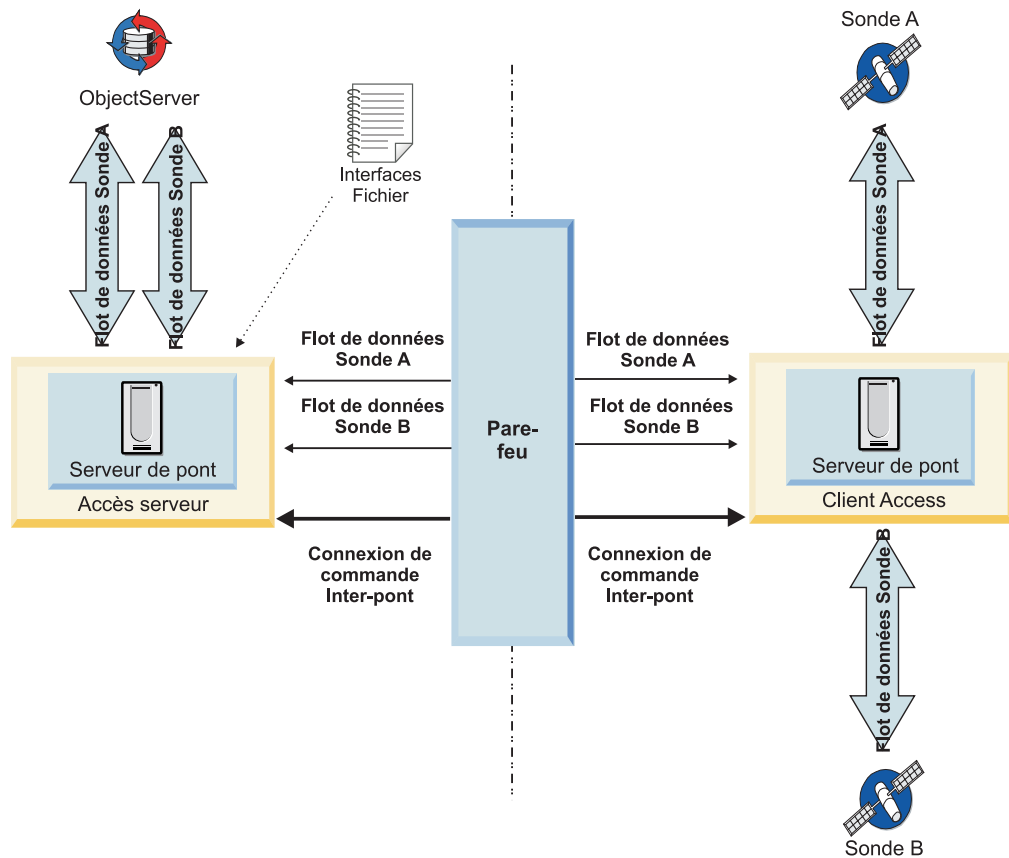 Sonde A
ObjectServer
Flot de données Sonde A
Flot de données Sonde B
Interfaces
Fichier
Flot de données Sonde A
Flot de données
Sonde A
Flot de données
Sonde B
Pare-
feu
Flot de données
Sonde A
Flot de données
Sonde B
Serveur de pont
Accès serveur
Serveur de pont
Client Access
Connexion de
commande
Inter-pont
Connexion de
commande
Inter-pont
Flot de données Sonde B
Sonde B